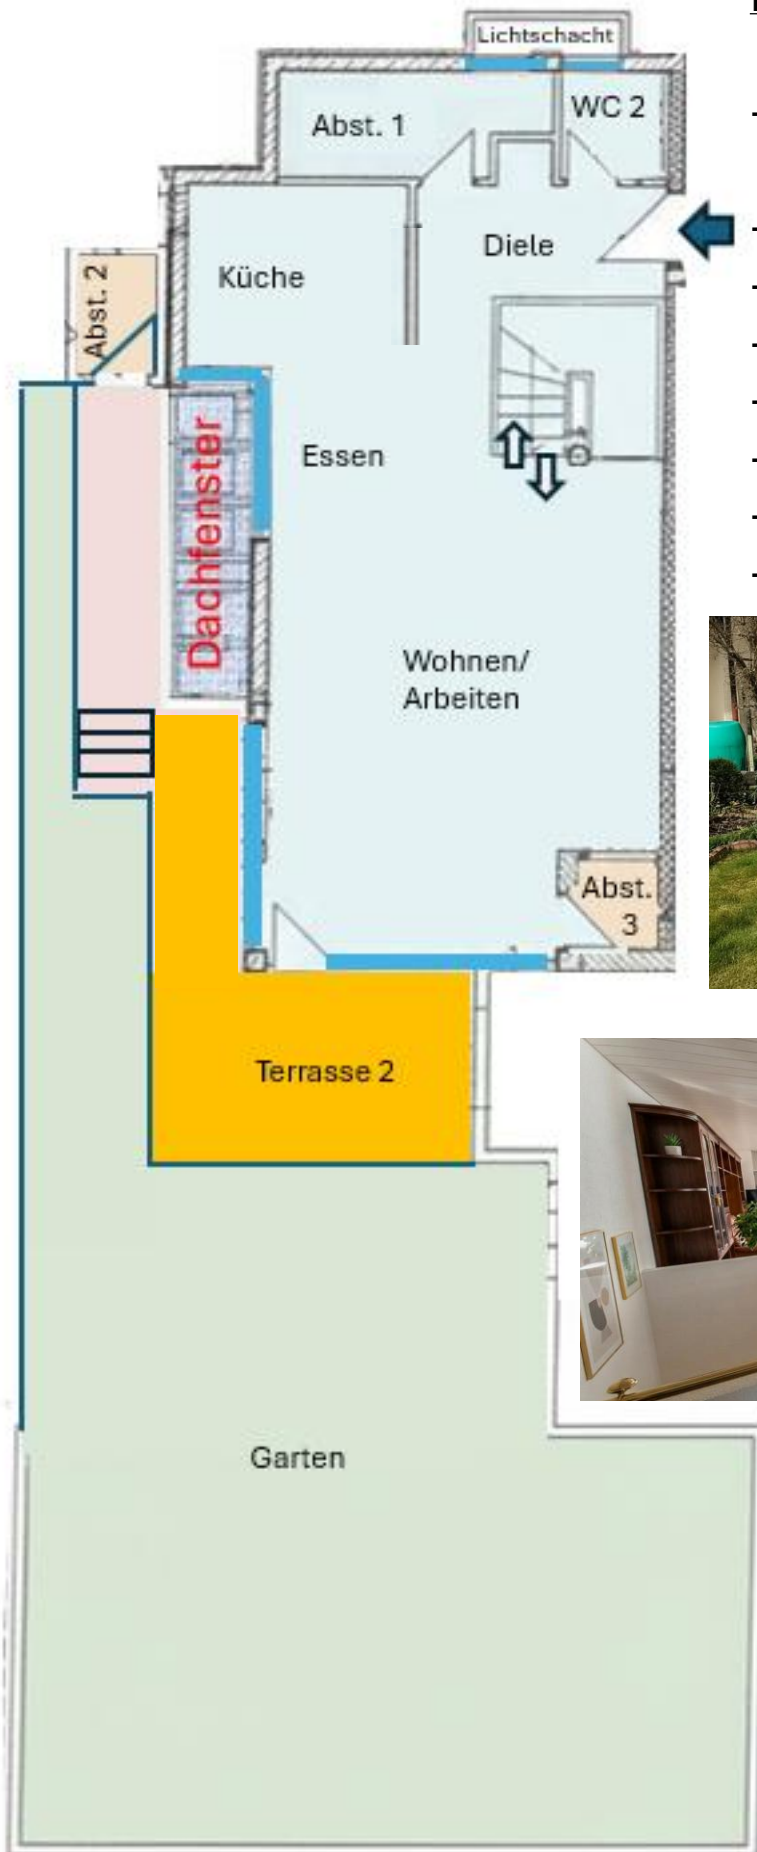 Lichtschacht
Abst. 1
WC 2
Diele
Küche
Abst. 2
Essen
Dachfenster
Wohnen/
Arbeiten
Abst.
3
Terrasse 2
Garten